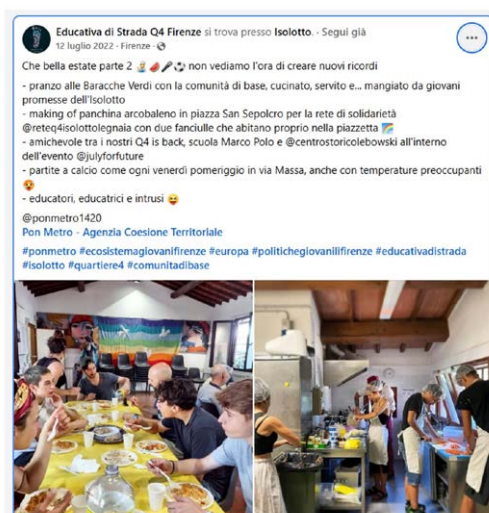 Educativa di Strada Q4 Firenze si trova presso Isolotto. · Segui già
12 luglio 2022 · Firenze ·
Che bella estate parte 2 non vediamo l'ora di creare nuovi ricordi
- pranzo alle Baracche Verdi con la comunità di base, cucinato, servito e... mangiato da giovani
promesse dell'Isolotto
- making of panchina arcobaleno in piazza San Sepolcro per la rete di solidarietà
@reteq4isolottolegnaia con due fanciulle che abitano proprio nella piazzetta
- amichevole tra i nostri Q4 is back, scuola Marco Polo e @centrostoricolebowski all'interno
dell'evento @julyforfuture
- partite a calcio come ogni venerdì pomeriggio in via Massa, anche con temperature preoccupanti
- educatori, educatrici e intrusi
@ponmetro1420
Pon Metro - Agenzia Coesione Territoriale
#ponmetro #ecosistemagiovanifirenze #europa #politichegiovanilifirenze #educativadistrada
#isolotto #quartiere4 #comunitadibase